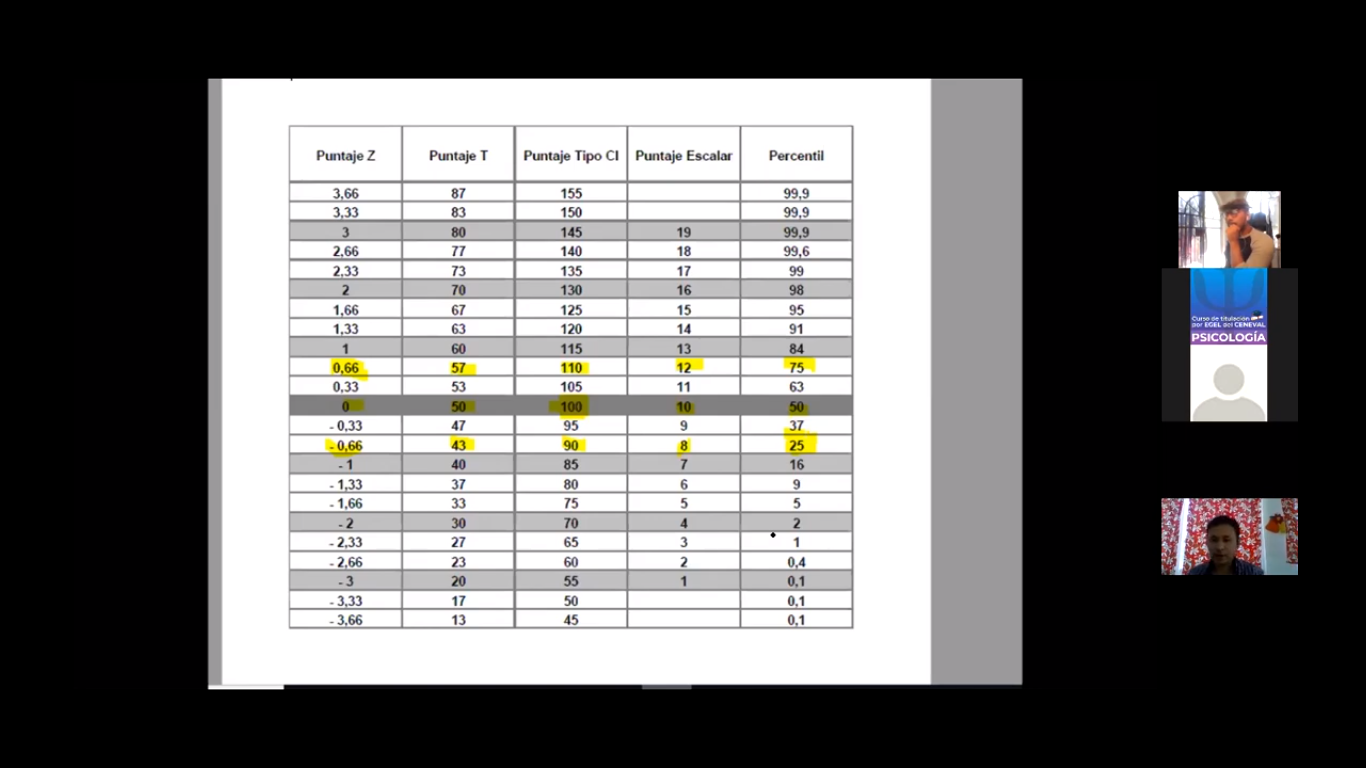 Puntaje Z Puntaje T Puntaje Tipo CI Puntaje Escalar Percentil
3,66 87 155 99,9
3,33 83 150 99,9
3 80 145 19 99,9
2,66 77 140 18 99,6
2,33 73 135 17 99
2 70 130 16 98
1,66 67 125 15 95
1,33 63 120 14 91
1 60 115 13 84
0,66 57 110 12 75
0,33 53 105 11 63
0 50 100 10 50
- 0,33 47 95 9 37
- 0,66 43 90 8 25
- 1 40 85 7 16
- 1,33 37 80 6 9
- 1,66 33 75 5 5
- 2 30 70 4 2
- 2,33 27 65 3 1
- 2,66 23 60 2 0,4
- 3 20 55 1 0,1
- 3,33 17 50 0,1
- 3,66 13 45 0,1
Curso de titulación
por EGEL del CENEVAL
PSICOLOGÍA